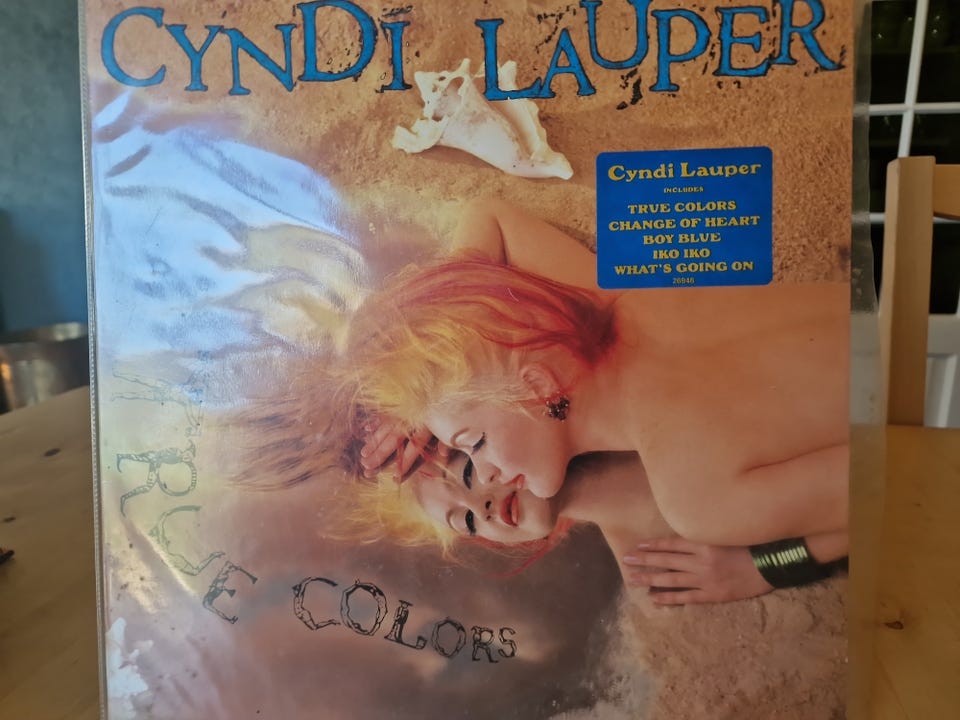 CYNDI LAUPER
Cyndi Lauper
INCLUDES
TRUE COLORS
CHANGE OF HEART
BOY BLUE
IKO IKO
WHAT'S GOING ON
26946
TRUE COLORS